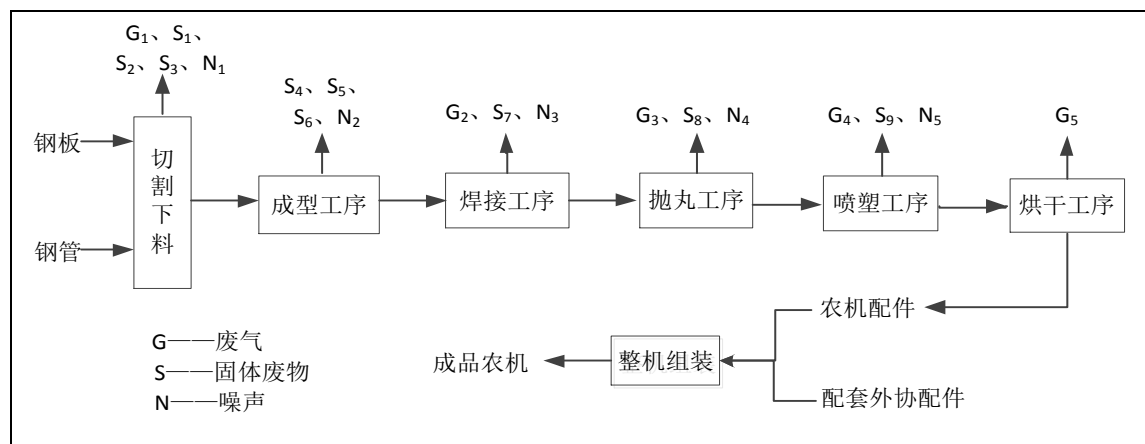 G₁、S₁、
S₂、S₃、N₁
S₄、S₅、
S₆、N₂
G₂、S₇、N₃
G₃、S₈、N₄
G₄、S₉、N₅
G₅
钢板
钢管
切割下料
成型工序
焊接工序
抛丸工序
喷塑工序
烘干工序
农机配件
配套外协配件
整机组装
成品农机
G——废气
S——固体废物
N——噪声